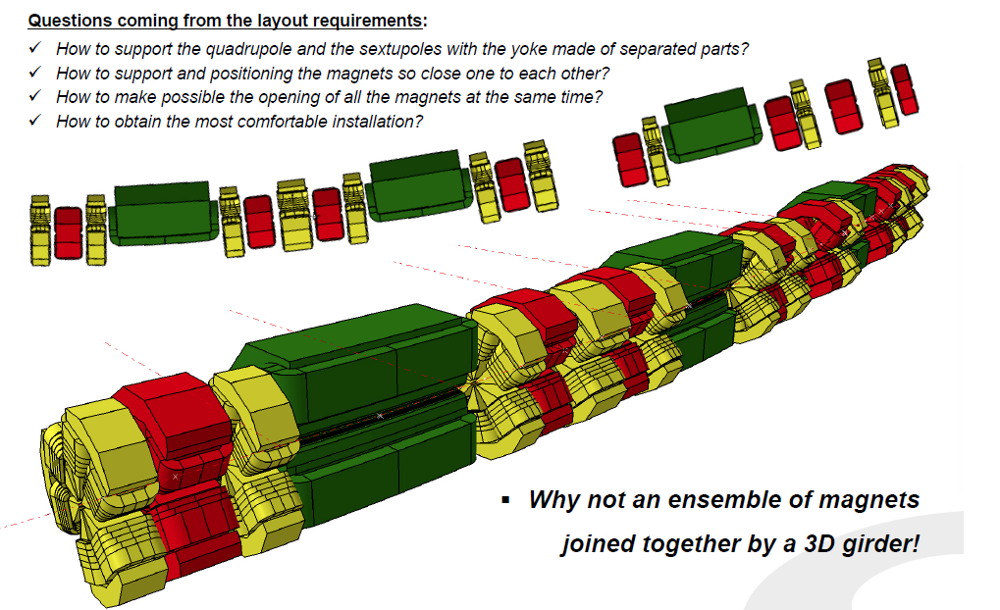 Questions coming from the layout requirements:
✓ How to support the quadrupole and the sextupoles with the yoke made of separated parts?
✓ How to support and positioning the magnets so close one to each other?
✓ How to make possible the opening of all the magnets at the same time?
✓ How to obtain the most comfortable installation?
▪ Why not an ensemble of magnets
joined together by a 3D girder!